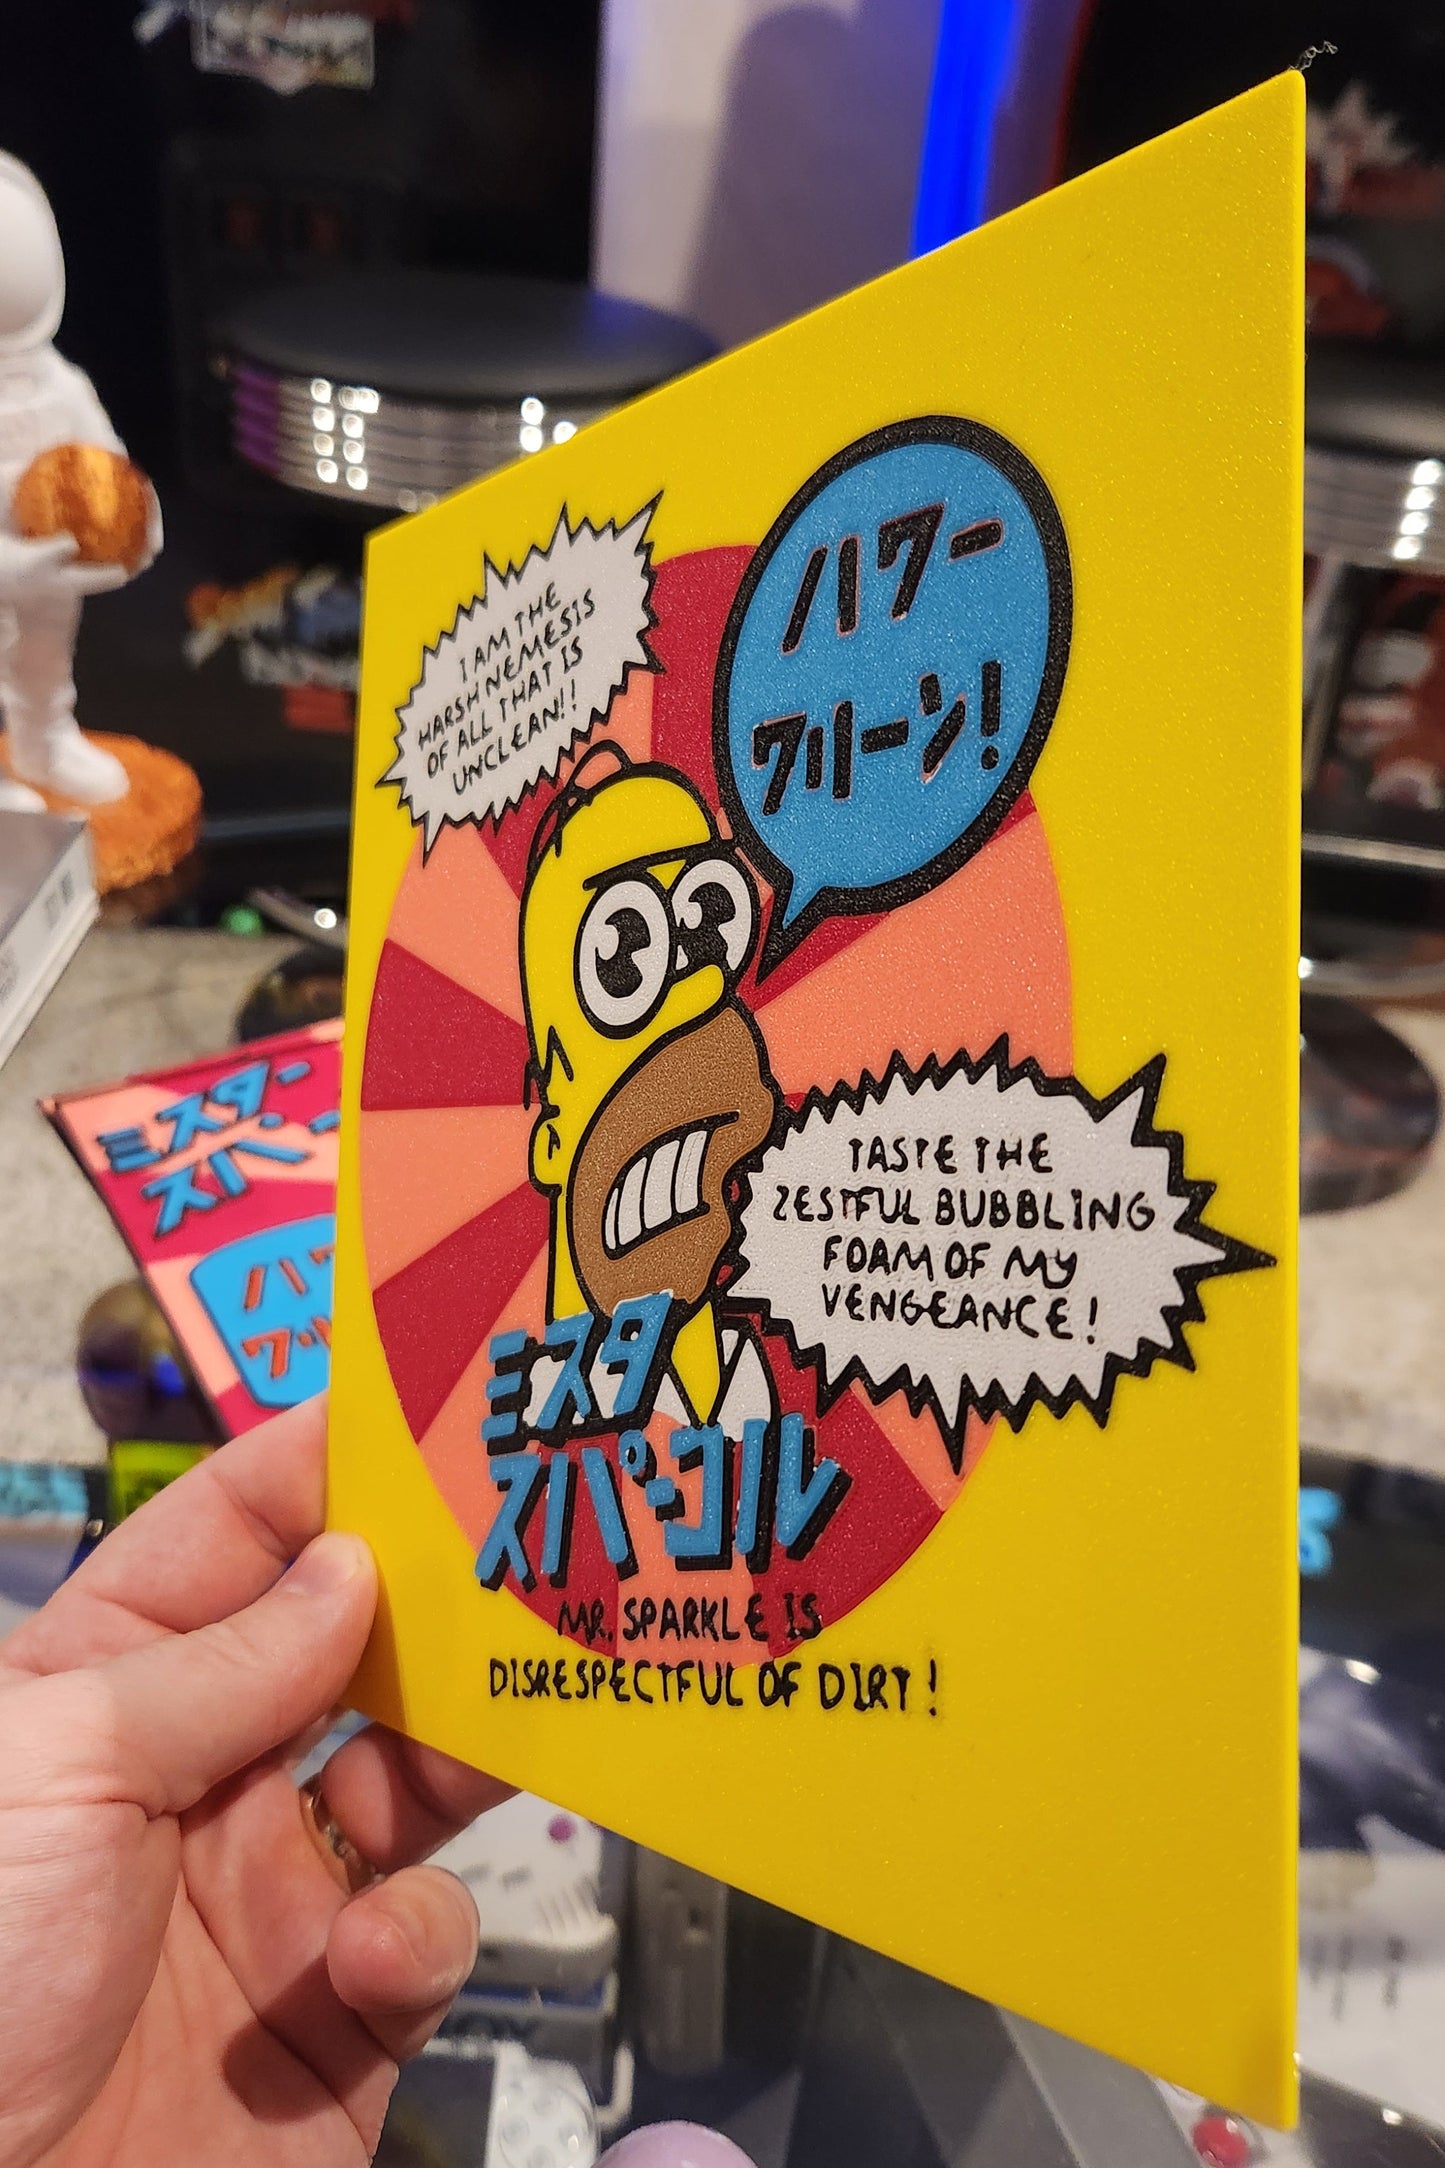 I AM THE
HARSH NEMESIS
OF ALL THAT IS
UNCLEAN!!
ハワー
ワリーン!
TASTE THE
ZESTFUL BUBBLING
FOAM OF MY
VENGEANCE!
ミスタ
スパーコル
MR. SPARKLE IS
DISRESPECTFUL OF DIRT!
ミスター
スパー